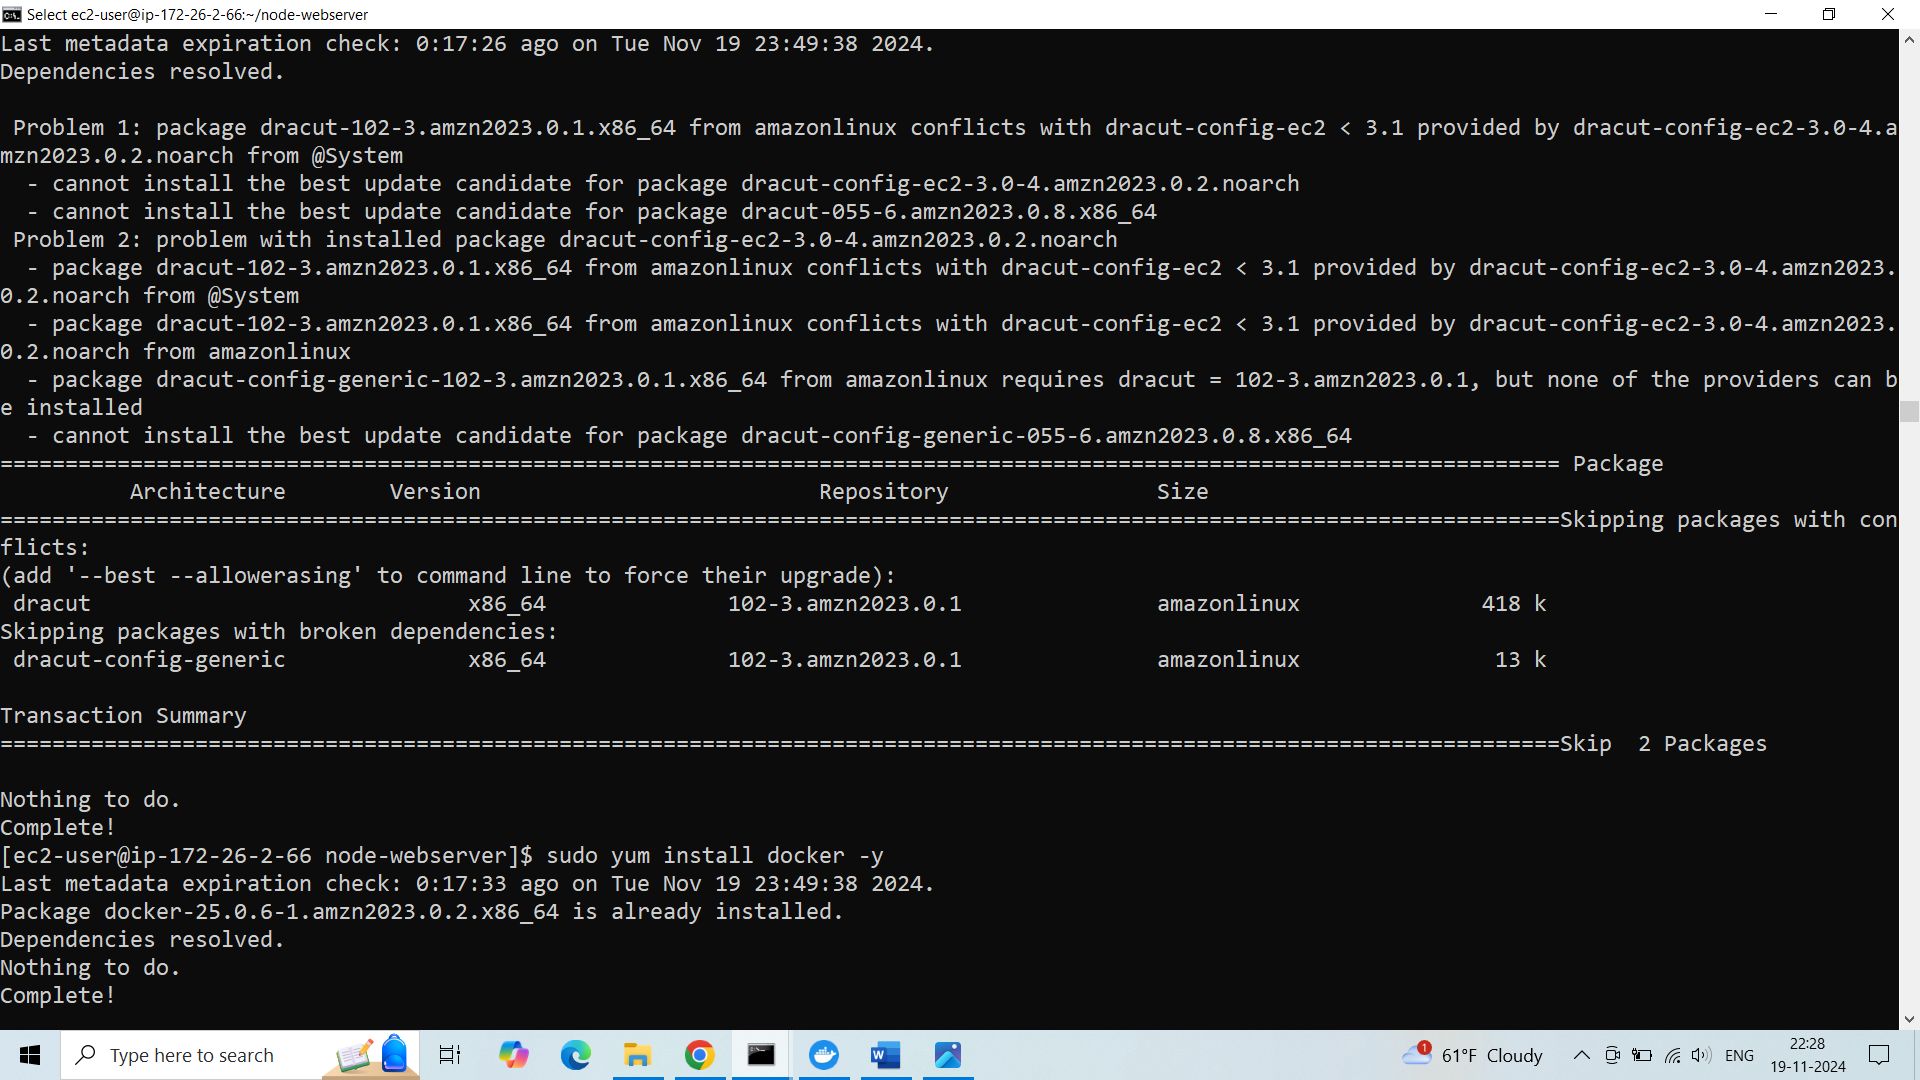 Select ec2-user@ip-172-26-2-66:~/node-webserver
Last metadata expiration check: 0:17:26 ago on Tue Nov 19 23:49:38 2024.
Dependencies resolved.
Problem 1: package dracut-102-3.amzn2023.0.1.x86_64 from amazonlinux conflicts with dracut-config-ec2 < 3.1 provided by dracut-config-ec2-3.0-4.a
mzn2023.0.2.noarch from @System
- cannot install the best update candidate for package dracut-config-ec2-3.0-4.amzn2023.0.2.noarch
- cannot install the best update candidate for package dracut-055-6.amzn2023.0.8.x86_64
Problem 2: problem with installed package dracut-config-ec2-3.0-4.amzn2023.0.2.noarch
- package dracut-102-3.amzn2023.0.1.x86_64 from amazonlinux conflicts with dracut-config-ec2 < 3.1 provided by dracut-config-ec2-3.0-4.amzn2023.
0.2.noarch from @System
- package dracut-102-3.amzn2023.0.1.x86_64 from amazonlinux conflicts with dracut-config-ec2 < 3.1 provided by dracut-config-ec2-3.0-4.amzn2023.
0.2.noarch from amazonlinux
- package dracut-config-generic-102-3.amzn2023.0.1.x86_64 from amazonlinux requires dracut = 102-3.amzn2023.0.1, but none of the providers can b
e installed
- cannot install the best update candidate for package dracut-config-generic-055-6.amzn2023.0.8.x86_64
======================================================================================================================== Package
Architecture Version Repository Size
========================================================================================================================Skipping packages with con
flicts:
(add '--best --allowerasing' to command line to force their upgrade):
dracut x86_64 102-3.amzn2023.0.1 amazonlinux 418 k
Skipping packages with broken dependencies:
dracut-config-generic x86_64 102-3.amzn2023.0.1 amazonlinux 13 k
Transaction Summary
========================================================================================================================Skip 2 Packages
Nothing to do.
Complete!
[ec2-user@ip-172-26-2-66 node-webserver]$ sudo yum install docker -y
Last metadata expiration check: 0:17:33 ago on Tue Nov 19 23:49:38 2024.
Package docker-25.0.6-1.amzn2023.0.2.x86_64 is already installed.
Dependencies resolved.
Nothing to do.
Complete!
Type here to search
1
61°F Cloudy
ENG
22:28
19-11-2024